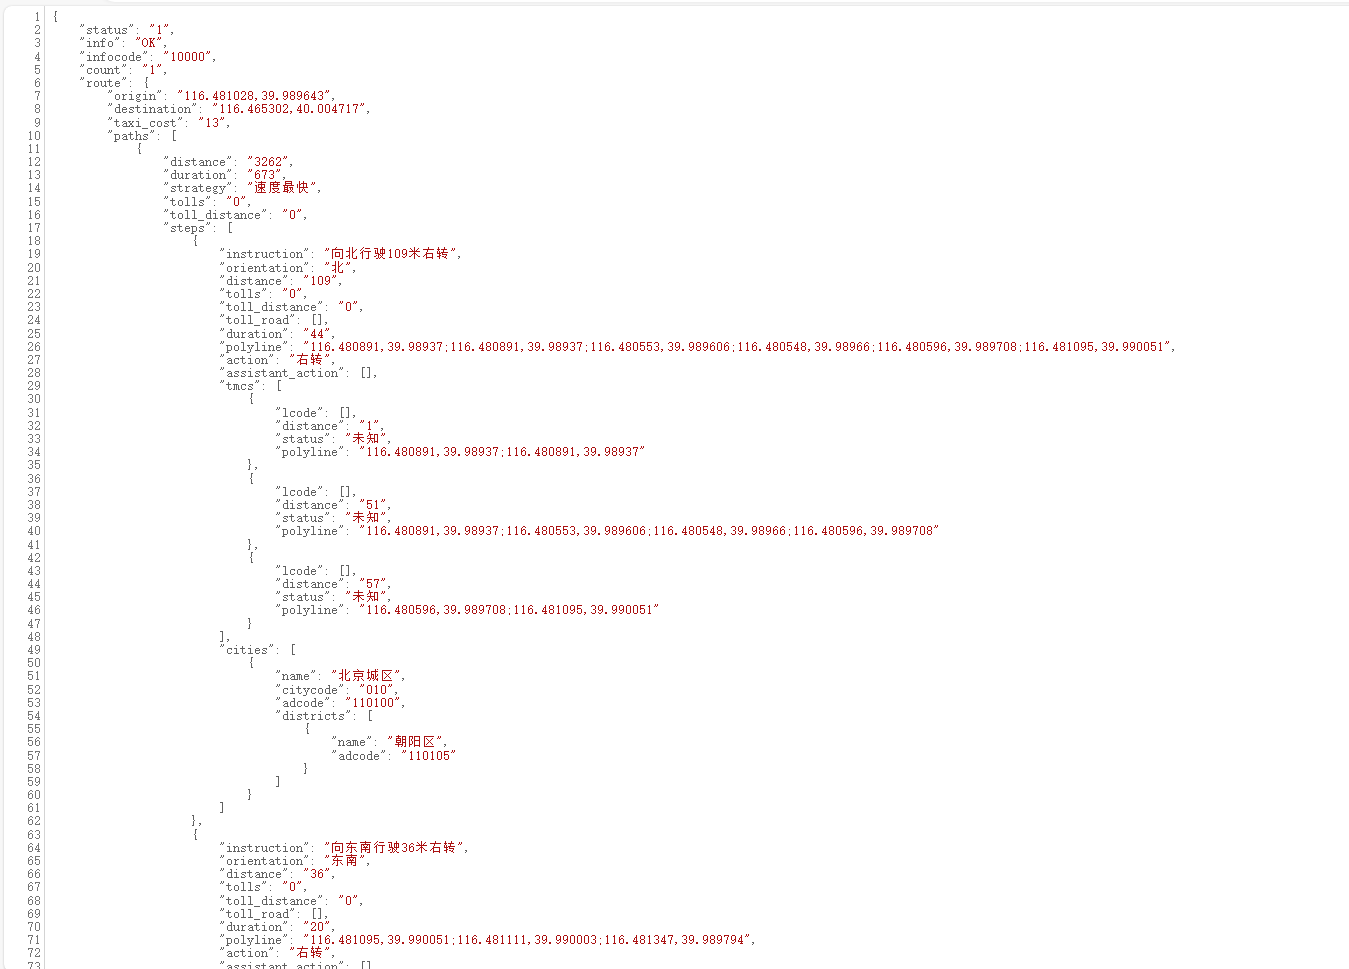 1 {
2 "status": "1",
3 "info": "OK",
4 "infocode": "10000",
5 "count": "1",
6 "route": {
7 "origin": "116.481028,39.989643",
8 "destination": "116.465302,40.004717",
9 "taxi_cost": "13",
10 "paths": [
11 {
12 "distance": "3262",
13 "duration": "673",
14 "strategy": "速度最快",
15 "tolls": "0",
16 "toll_distance": "0",
17 "steps": [
18 {
19 "instruction": "向北行驶109米右转",
20 "orientation": "北",
21 "distance": "109",
22 "tolls": "0",
23 "toll_distance": "0",
24 "toll_road": [],
25 "duration": "44",
26 "polyline": "116.480891,39.98937;116.480891,39.98937;116.480553,39.989606;116.480548,39.98966;116.480596,39.989708;116.481095,39.990051",
27 "action": "右转",
28 "assistant_action": [],
29 "tmcs": [
30 {
31 "lcode": [],
32 "distance": "1",
33 "status": "未知",
34 "polyline": "116.480891,39.98937;116.480891,39.98937"
35 },
36 {
37 "lcode": [],
38 "distance": "51",
39 "status": "未知",
40 "polyline": "116.480891,39.98937;116.480553,39.989606;116.480548,39.98966;116.480596,39.989708"
41 },
42 {
43 "lcode": [],
44 "distance": "57",
45 "status": "未知",
46 "polyline": "116.480596,39.989708;116.481095,39.990051"
47 }
48 ],
49 "cities": [
50 {
51 "name": "北京城区",
52 "citycode": "010",
53 "adcode": "110100",
54 "districts": [
55 {
56 "name": "朝阳区",
57 "adcode": "110105"
58 }
59 ]
60 }
61 ]
62 },
63 {
64 "instruction": "向东南行驶36米右转",
65 "orientation": "东南",
66 "distance": "36",
67 "tolls": "0",
68 "toll_distance": "0",
69 "toll_road": [],
70 "duration": "20",
71 "polyline": "116.481095,39.990051;116.481111,39.990003;116.481347,39.989794",
72 "action": "右转",
73 "assistant_action": []